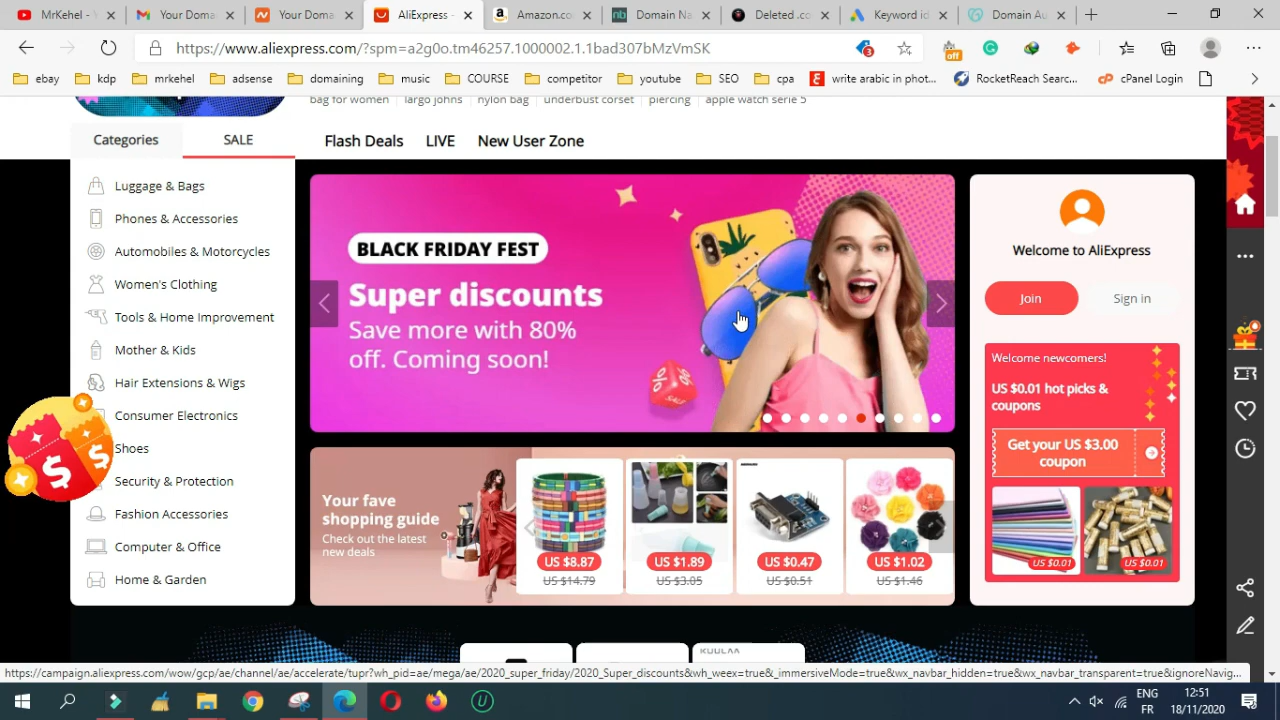 MrKehel -
Your Doma
Your Doma
AliExpress -
Amazon.co
Domain Na
Deleted .co
Keyword id
Domain Au
https://www.aliexpress.com/?spm=a2g0o.tm46257.1000002.1.1bad307bMzVmSK
3
off
ebay
kdp
mrkehel
adsense
domaining
music
COURSE
competitor
youtube
SEO
cpa
write arabic in phot...
RocketReach Searc...
cPanel Login
bag for women
largo johns
nylon bag
underbust corset
piercing
apple watch serie 5
Categories
SALE
Flash Deals
LIVE
New User Zone
Luggage & Bags
Phones & Accessories
Automobiles & Motorcycles
Women's Clothing
Tools & Home Improvement
Mother & Kids
Hair Extensions & Wigs
Consumer Electronics
Shoes
Security & Protection
Fashion Accessories
Computer & Office
Home & Garden
BLACK FRIDAY FEST
Super discounts
Save more with 80%
off. Coming soon!
SALE
Your fave
shopping guide
Check out the latest
new deals
US $8.87
US $14.79
US $1.89
US $3.05
US $0.47
US $0.51
US $1.02
US $1.46
Welcome to AliExpress
Join
Sign in
Welcome newcomers!
US $0.01 hot picks &
coupons
Get your US $3.00
coupon
US $0.01
US $0.01
https://campaign.aliexpress.com/wow/gcp/ae/channel/ae/accelerate/tupr?wh_pid=ae/mega/ae/2020_super_friday/2020_Super_discounts&wh_weex=true&_immersiveMode=true&wx_navbar_hidden=true&wx_navbar_transparent=true&ignoreNavig...
ENG
FR
12:51
18/11/2020